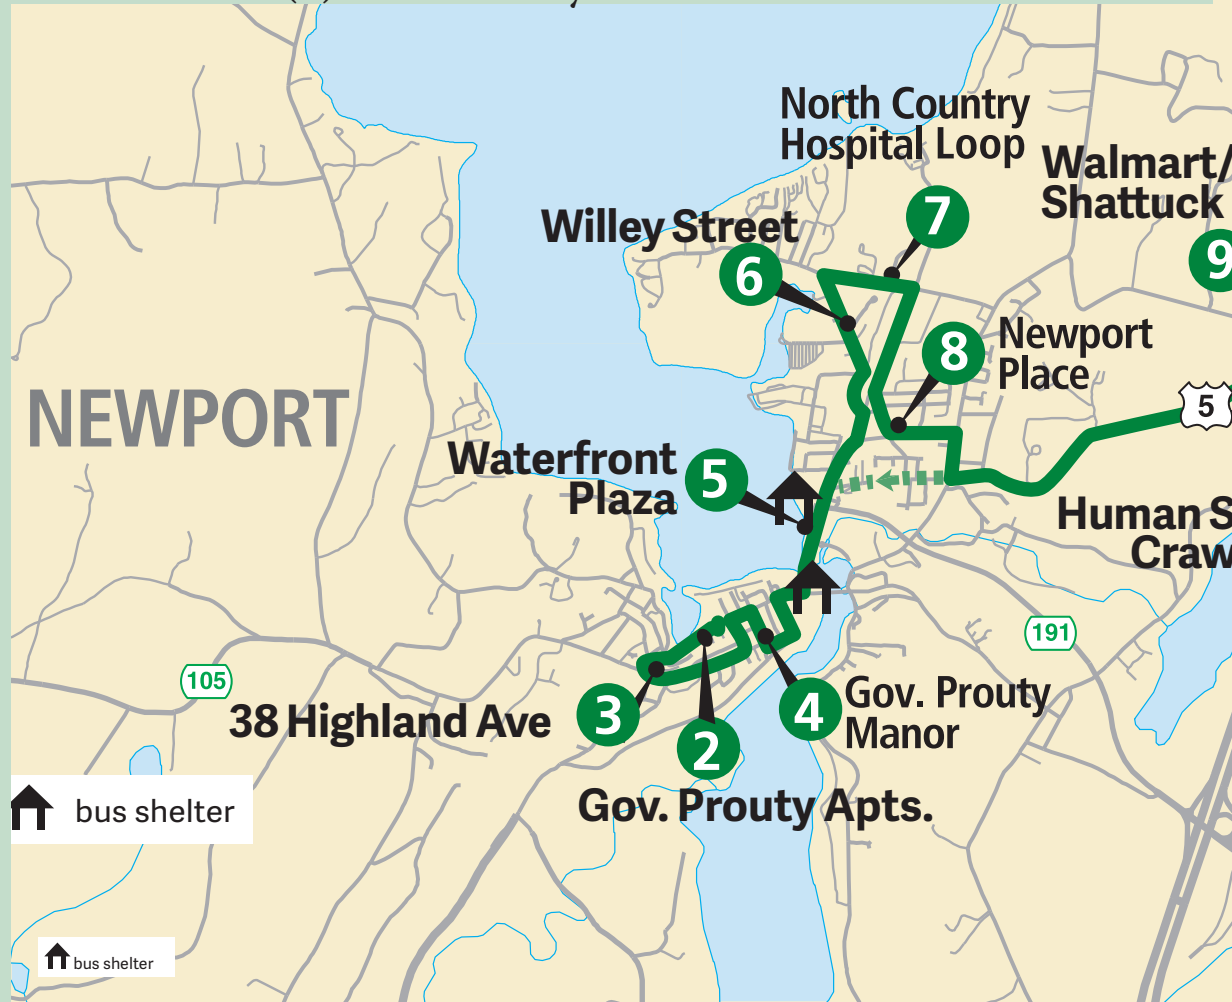 North Country
Hospital Loop
7
Walmart/
Shattuck
9
Willey Street
6
8
Newport
Place
5
NEWPORT
Waterfront
Plaza
5
Human S
Craw
191
105
38 Highland Ave
3
2
4
Gov. Prouty
Manor
Gov. Prouty Apts.
bus shelter
bus shelter